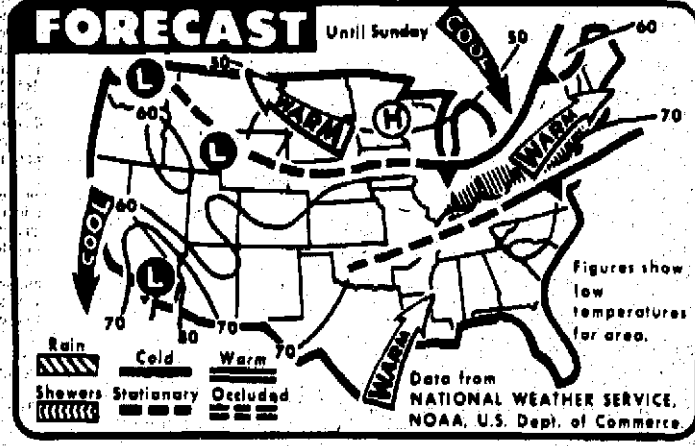 FORECAST Until Sunday
COOL
50
60
50
L
60
WARM
H
WARM
70
L
COOL
60
L
70
80
70
70
WARM
Figures show
low
temperatures
for area.
Rain Cold Warm
Showers Stationary Occluded
Data from
NATIONAL WEATHER SERVICE,
NOAA, U.S. Dept. of Commerce